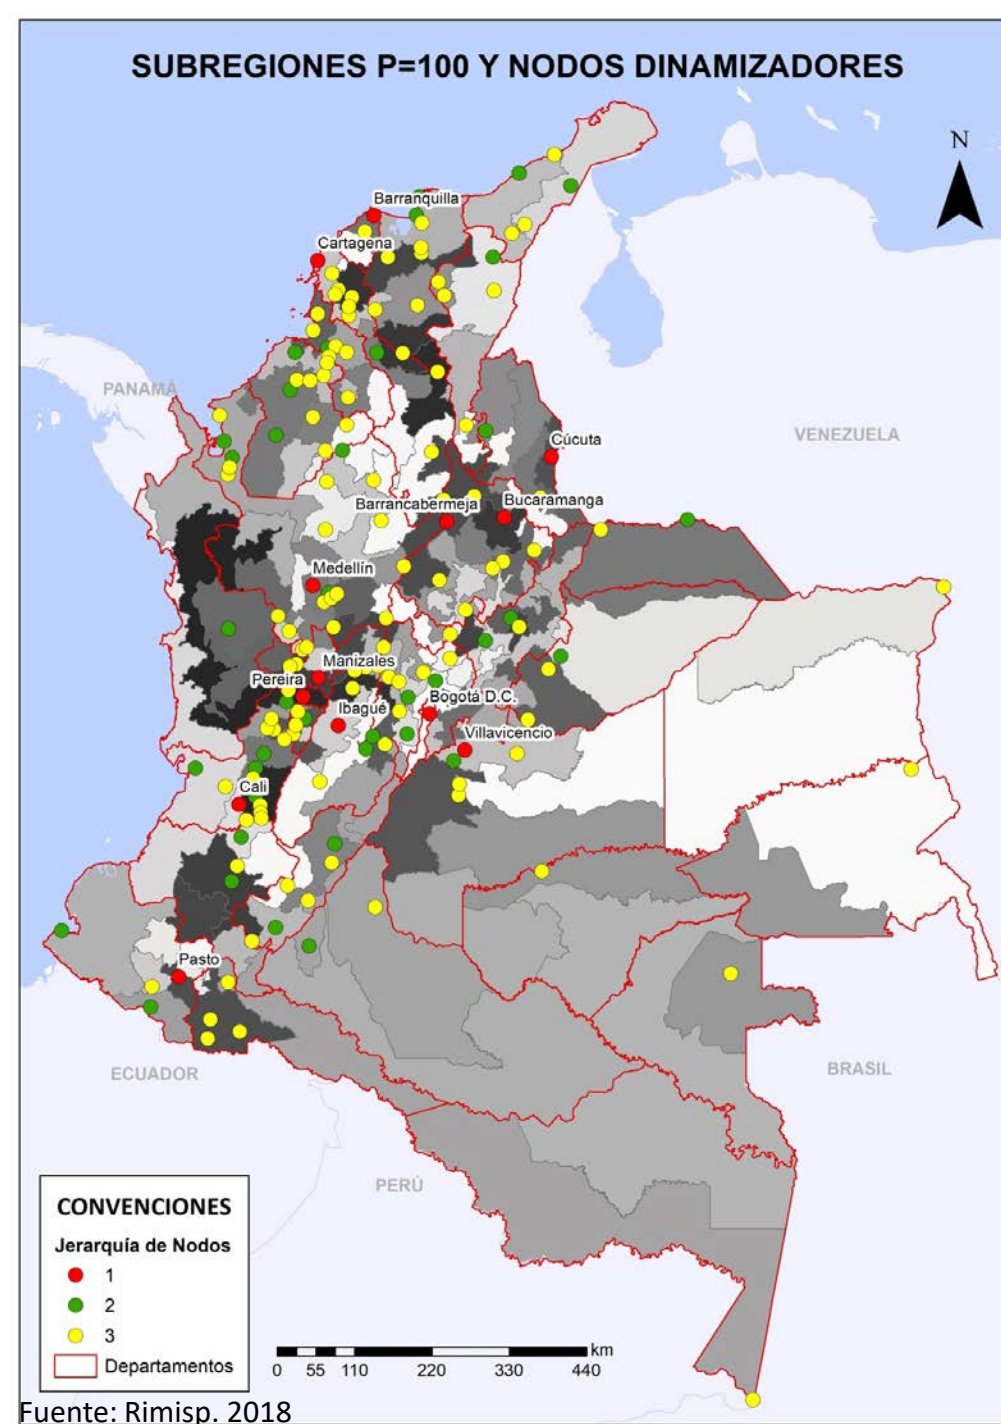 SUBREGIONES P=100 Y NODOS DINAMIZADORES
N
Barranquilla
Cartagena
PANAMÁ
VENEZUELA
Cúcuta
Barrancabermeja
Bucaramanga
Medellín
Manizales
Pereira
Ibagué
Bogotá D.C.
Villavicencio
Cali
Pasto
ECUADOR
BRASIL
PERÚ
CONVENCIONES
Jerarquía de Nodos
1
2
3
Departamentos
km
0 55 110 220 330 440
Fuente: Rimisp. 2018